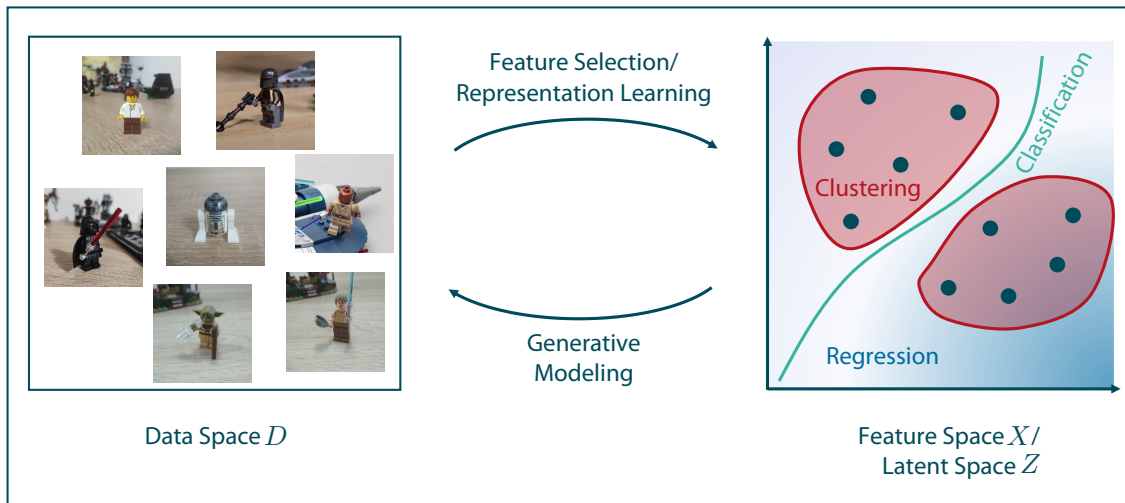 Feature Selection/
Representation Learning
Generative
Modeling
Data Space D
Clustering
Classification
Regression
Feature Space X/
Latent Space Z